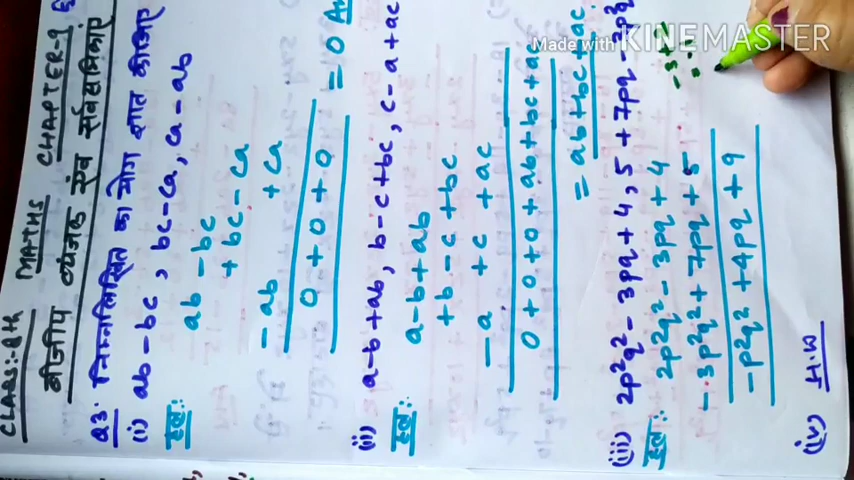 CLASS:- 8th MATHS CHAPTER-9
बीजीय व्यंजक एंव सर्वसमिकाएं
Q3. निम्नलिखित का योग ज्ञात कीजिए
(i) ab - bc, bc - ca, ca - ab
हल:- ab - bc
+ bc - ca
- ab + ca
0 + 0 + 0 = 0 An
(ii) a-b+ab, b-c+bc, c-a+ac
हल:- a-b+ab
+b-c+bc
-a +c +ac
0+0+0+ab+bc+ac
= ab+bc+ac
Made with KINEMASTER
(iii) 2p²q² - 3pq + 4, 5 + 7pq - 3p²q²
हल:- 2p²q² - 3pq + 4
- 3p²q² + 7pq + 5
- p²q² + 4pq + 9
(iv) H.W